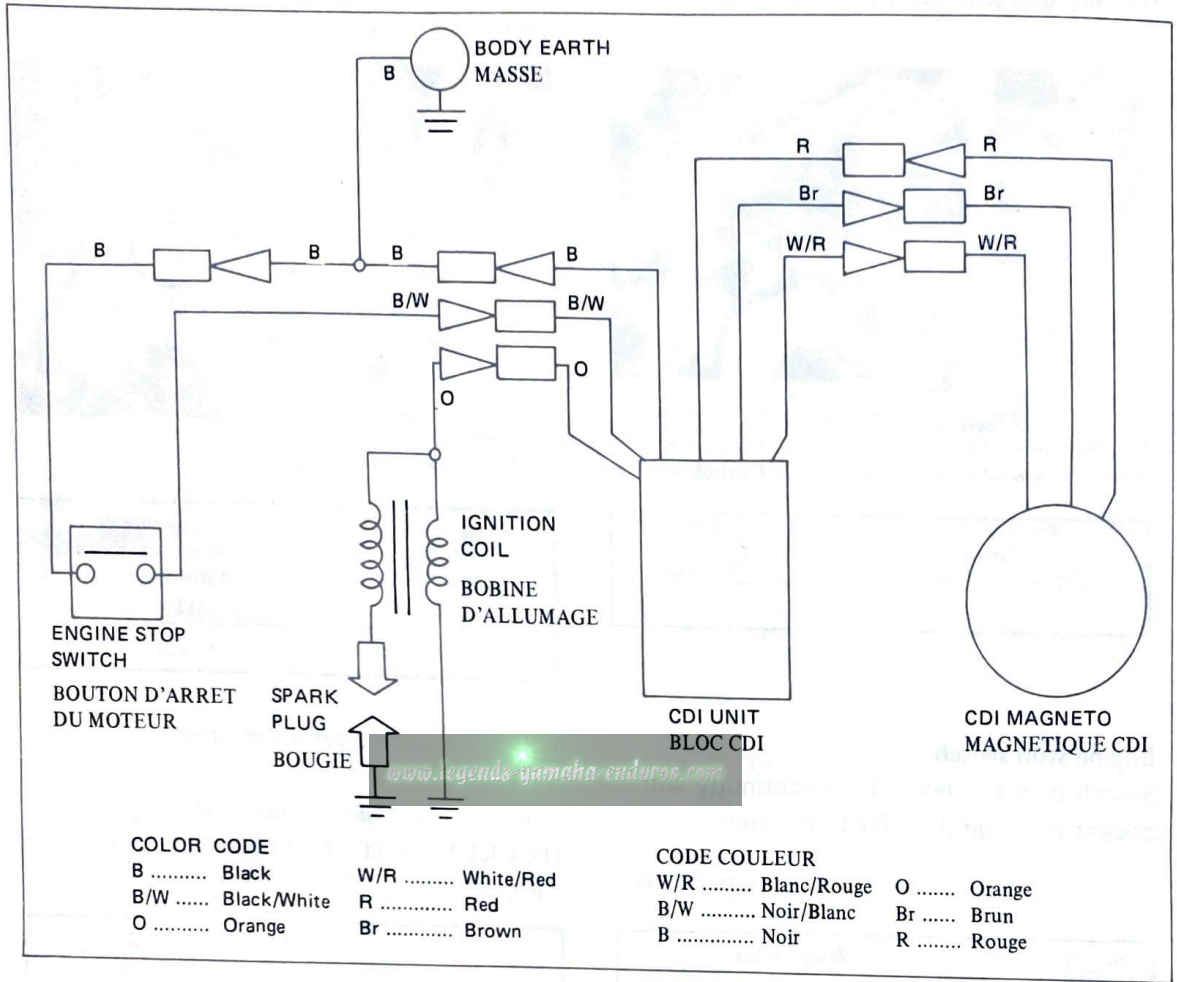 BODY EARTH
MASSE
B
R
R
Br
Br
W/R
W/R
B
B
B
B
B/W
B/W
O
O
IGNITION
COIL
BOBINE
D'ALLUMAGE
ENGINE STOP
SWITCH
BOUTON D'ARRET
DU MOTEUR
SPARK
PLUG
BOUGIE
CDI UNIT
BLOC CDI
CDI MAGNETO
MAGNETIQUE CDI
www.legends-yamaha-enduros.com
COLOR CODE
B .......... Black
B/W ...... Black/White
O .......... Orange
W/R ......... White/Red
R ............. Red
Br ............ Brown
CODE COULEUR
W/R ........ Blanc/Rouge
B/W .......... Noir/Blanc
B .............. Noir
O ....... Orange
Br ...... Brun
R ........ Rouge